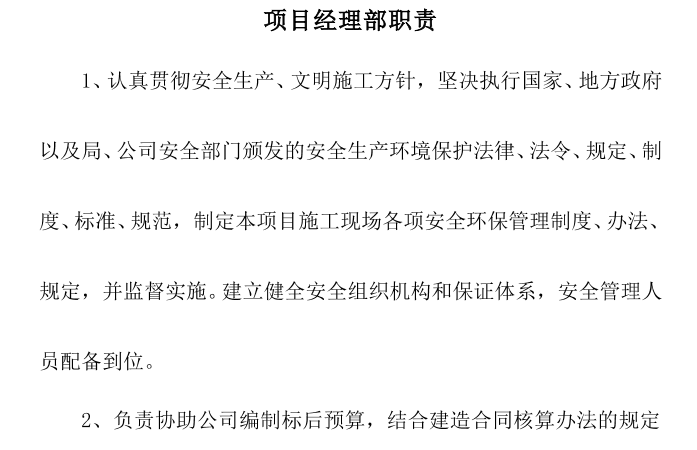 项目经理部职责
1、认真贯彻安全生产、文明施工方针，坚决执行国家、地方政府
以及局、公司安全部门颁发的安全生产环境保护法律、法令、规定、制
度、标准、规范，制定本项目施工现场各项安全环保管理制度、办法、
规定，并监督实施。建立健全安全组织机构和保证体系，安全管理人
员配备到位。
2、负责协助公司编制标后预算，结合建造合同核算办法的规定